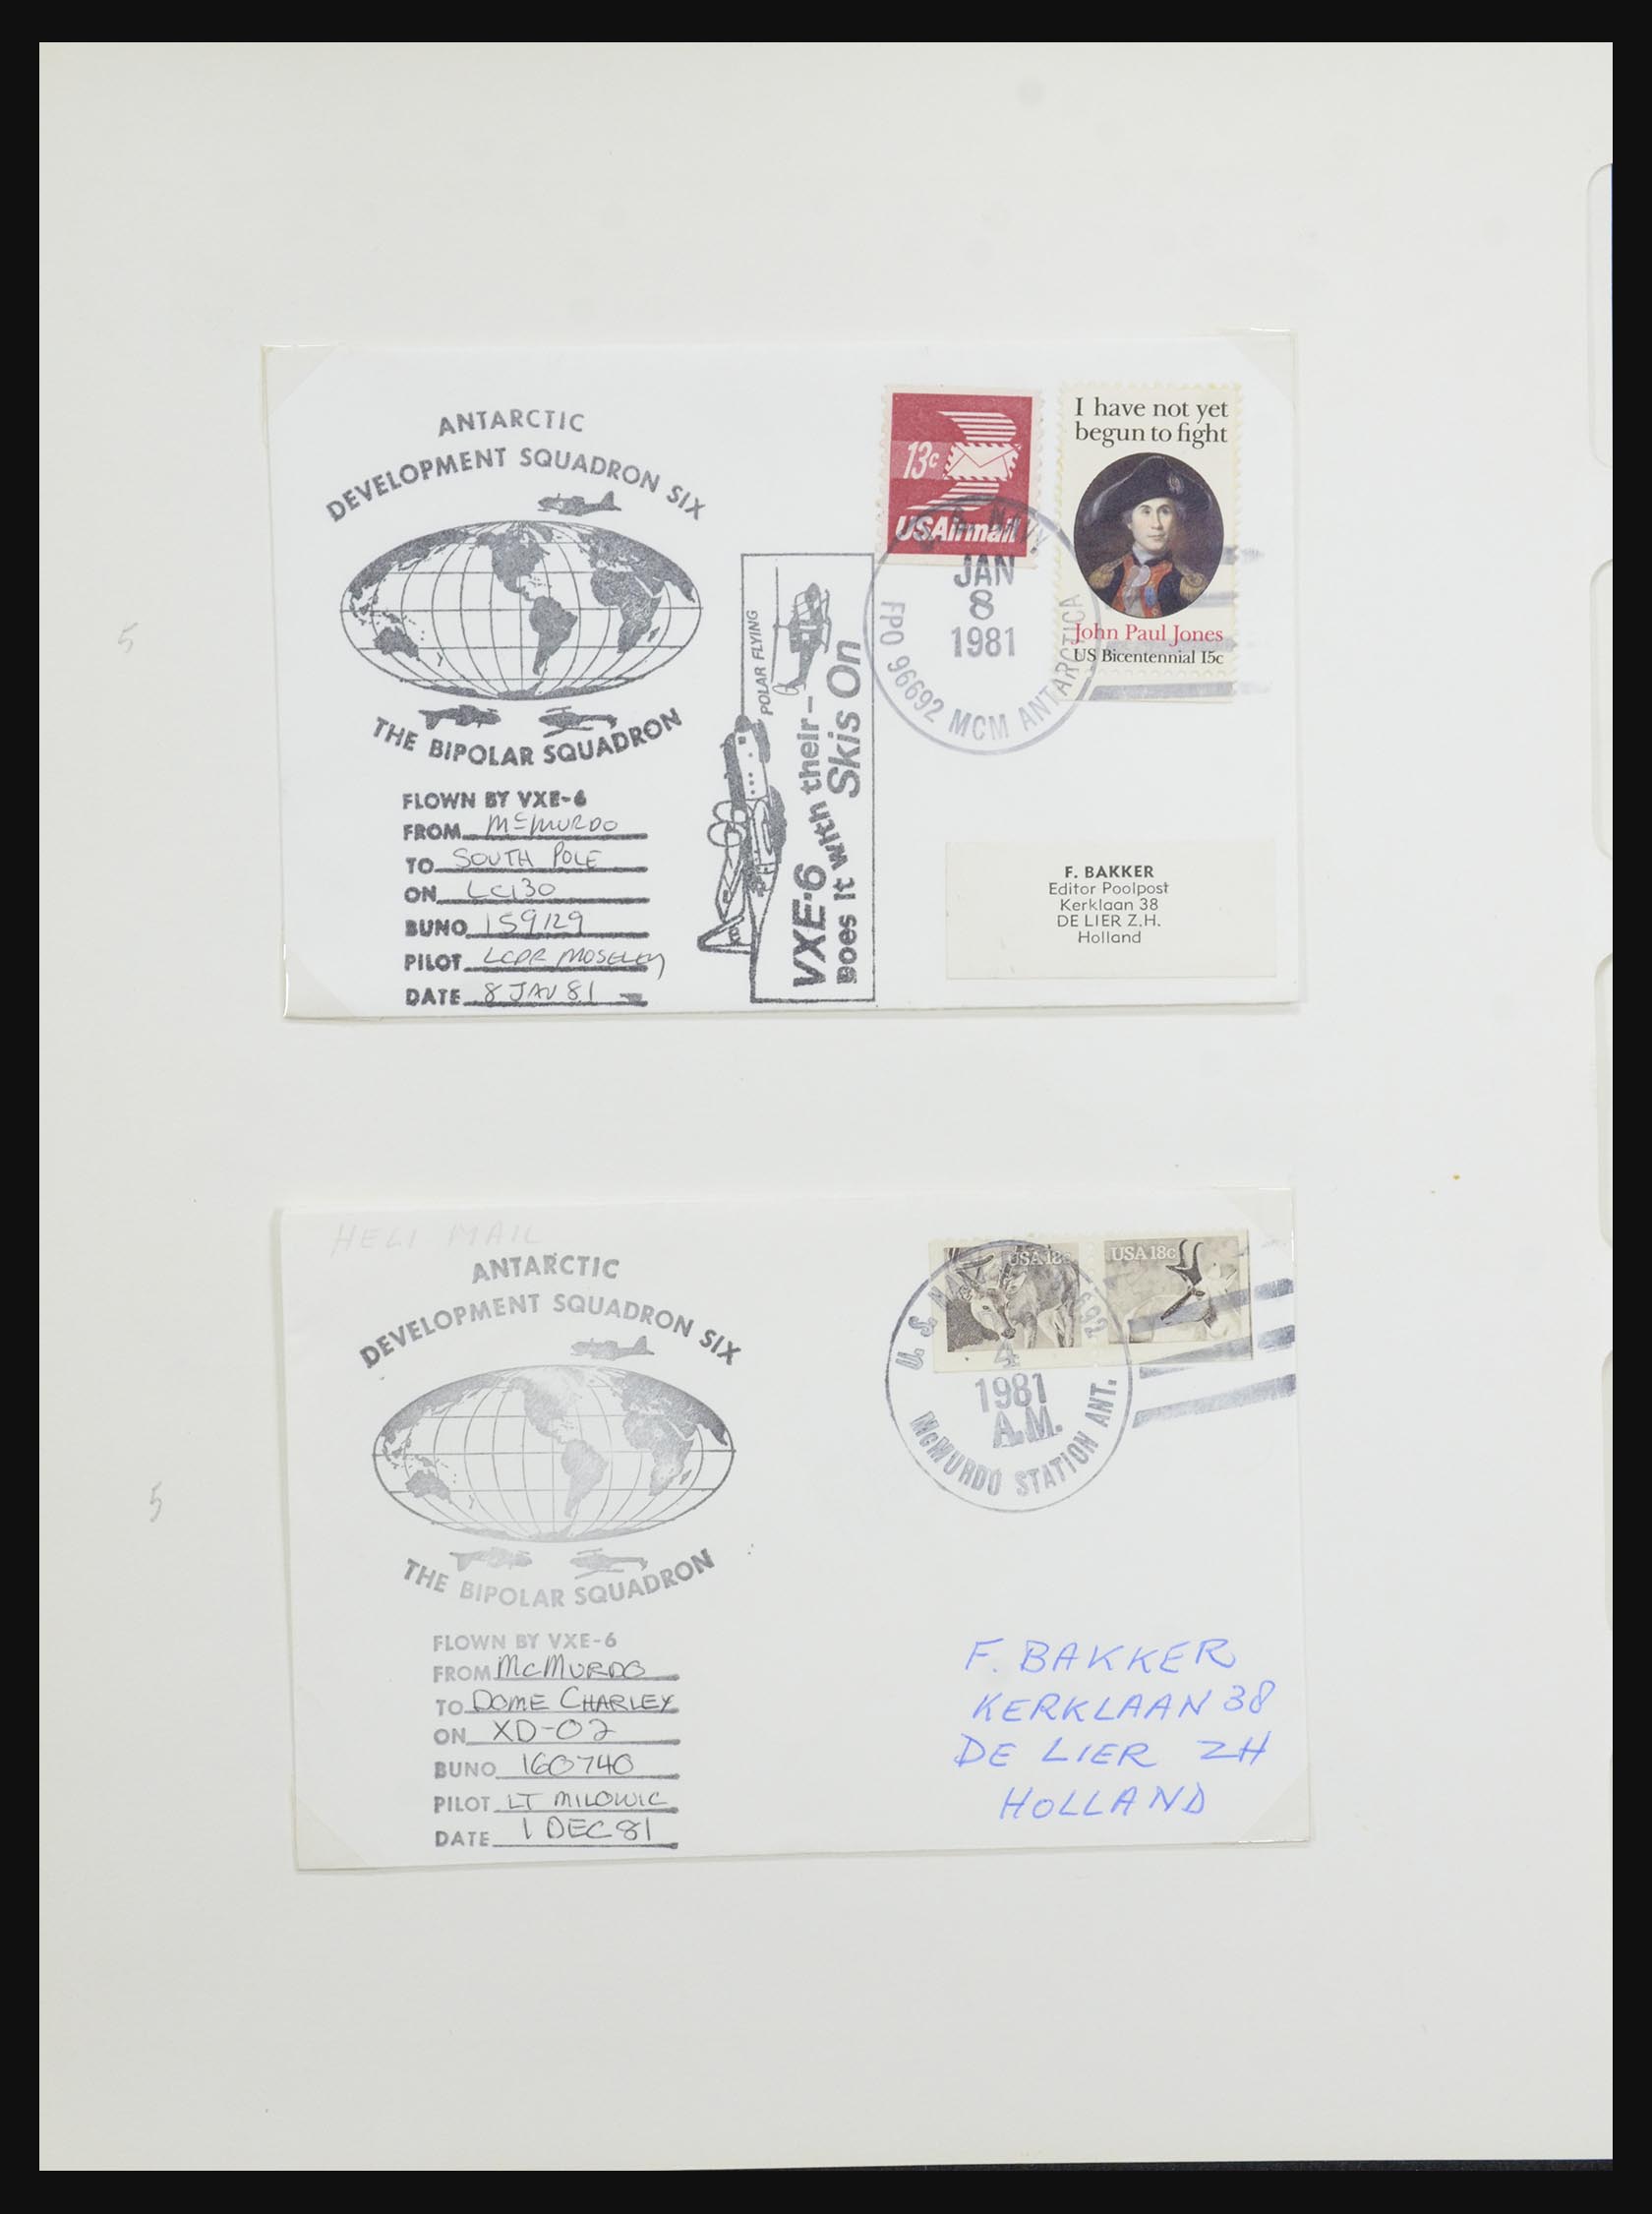 ANTARCTIC
DEVELOPMENT SQUADRON SIX
THE BIPOLAR SQUADRON
FLOWN BY VXE-6
FROM McMURDO
TO SOUTH POLE
ON LC130
BUNO 159129
PILOT LCDR MOSELEY
DATE 8 JAN 81
POLAR FLYING
VXE-6
Does It with their-
Skis On
13c
USAirmail
I have not yet
begun to fight
John Paul Jones
US Bicentennial 15c
U.S. NAVY
JAN
8
1981
FPO 96692 MCM ANTARCTICA
F. BAKKER
Editor Poolpost
Kerklaan 38
DE LIER Z.H.
Holland
5
HELI MAIL
ANTARCTIC
DEVELOPMENT SQUADRON SIX
THE BIPOLAR SQUADRON
FLOWN BY VXE-6
FROM McMURDO
TO DOME CHARLEY
ON XD-02
BUNO 160740
PILOT LT MILOWIC
DATE 1 DEC 81
USA 18c
USA 18c
U.S.
4
1981
A.M.
McMURDO STATION ANT.
F. BAKKER
KERKLAAN 38
DE LIER ZH
HOLLAND
5